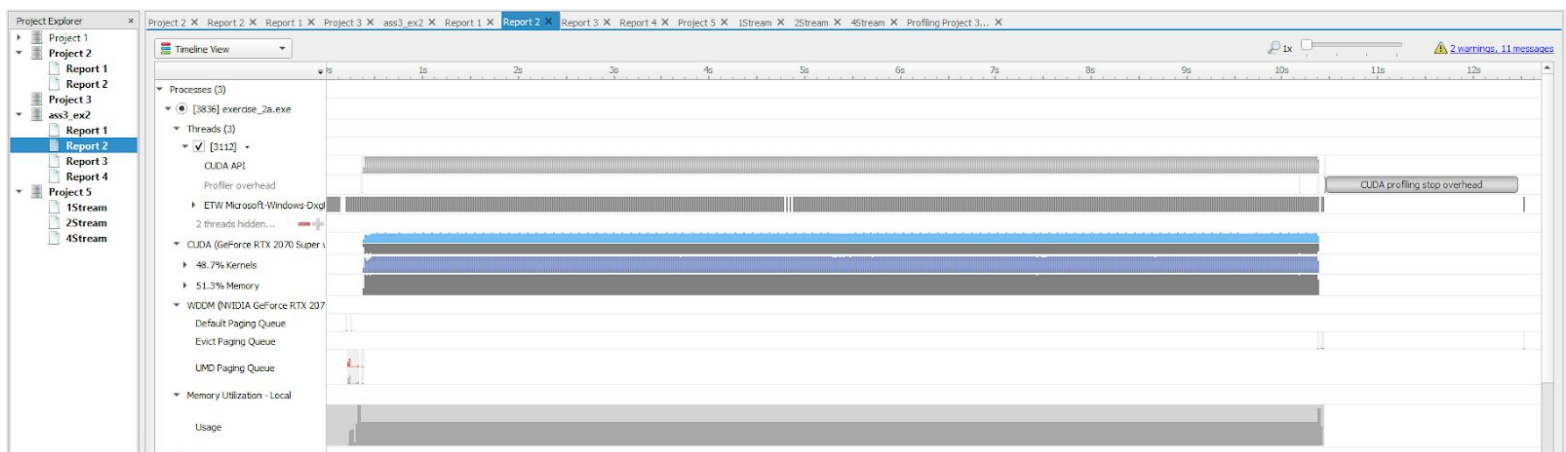 Project Explorer ×
Project 1
Project 2
Report 1
Report 2
Project 3
ass3_ex2
Report 1
Report 2
Report 3
Report 4
Project 5
1Stream
2Stream
4Stream
Project 2 X Report 2 X Report 1 X Project 3 X ass3_ex2 X Report 1 X Report 2 X Report 3 X Report 4 X Project 5 X 1Stream X 2Stream X 4Stream X Profiling Project 3... X
Timeline View
1x
2 warnings, 11 messages
1s 2s 3s 4s 5s 6s 7s 8s 9s 10s 11s 12s
Processes (3)
[3836] exercise_2a.exe
Threads (3)
[3112]
CUDA API
Profiler overhead
CUDA profiling stop overhead
ETW Microsoft-Windows-Dxgl
2 threads hidden...
CUDA (GeForce RTX 2070 Super
48.7% Kernels
51.3% Memory
WDDM (NVIDIA GeForce RTX 207
Default Paging Queue
Evict Paging Queue
UMD Paging Queue
Memory Utilization - Local
Usage